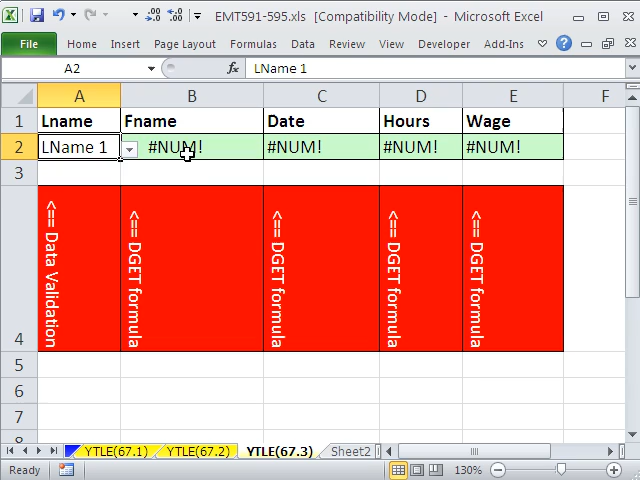 EMT591-595.xls [Compatibility Mode] - Microsoft Excel
File Home Insert Page Layout Formulas Data Review View Developer Add-Ins
A2 fx LName 1
A B C D E F
1 Lname Fname Date Hours Wage
2 LName 1 #NUM! #NUM! #NUM! #NUM!
3
4 <== Data Validation <== DGET formula <== DGET formula <== DGET formula <== DGET formula
5
6
7
8
YTLE(67.1) YTLE(67.2) YTLE(67.3) Sheet2
Ready 130%